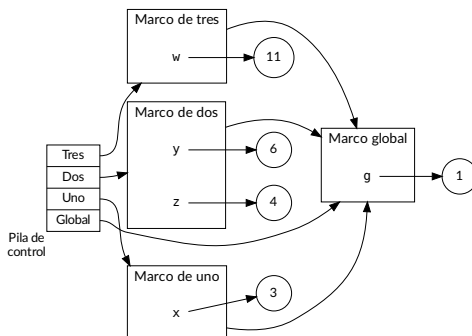 Marco de tres
w
11
Marco de dos
y
6
z
4
Marco global
g
1
Tres
Dos
Uno
Global
Pila de
control
Marco de uno
x
3